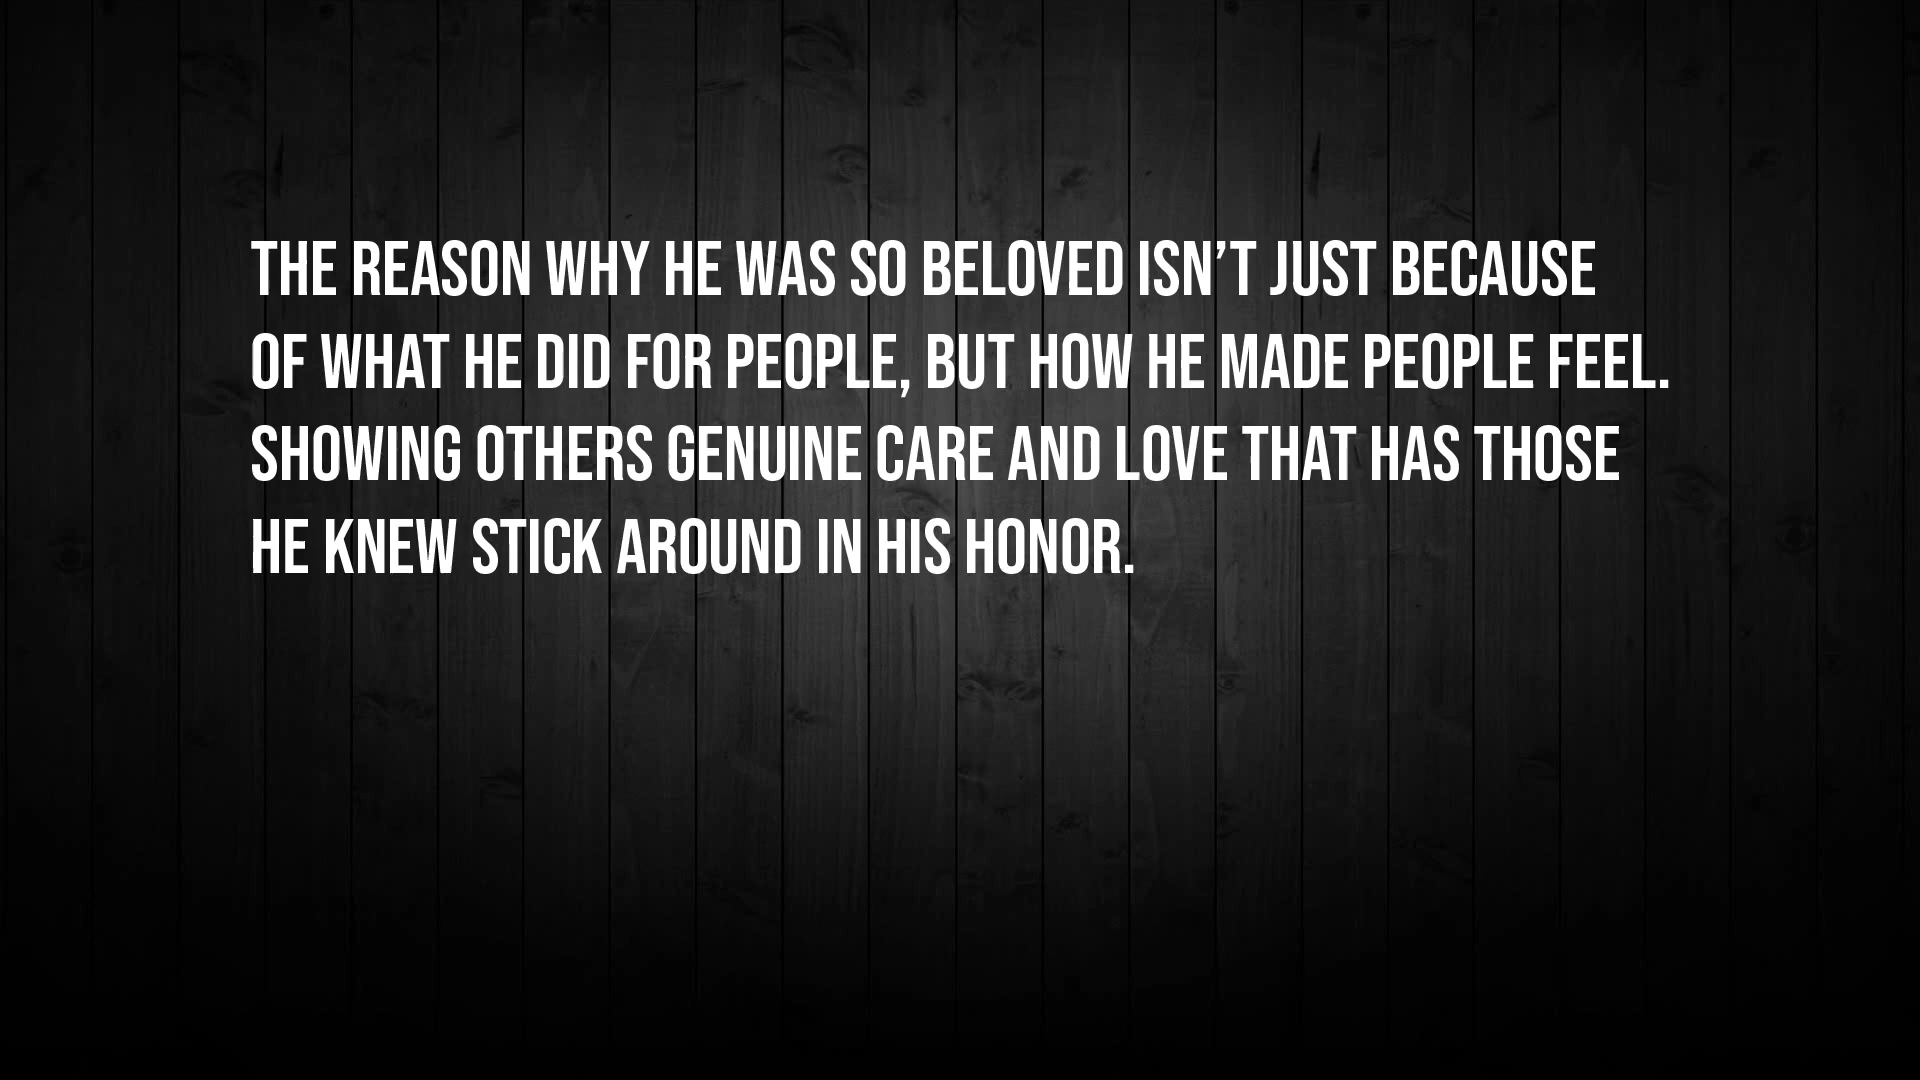 THE REASON WHY HE WAS SO BELOVED ISN’T JUST BECAUSE
OF WHAT HE DID FOR PEOPLE, BUT HOW HE MADE PEOPLE FEEL.
SHOWING OTHERS GENUINE CARE AND LOVE THAT HAS THOSE
HE KNEW STICK AROUND IN HIS HONOR.